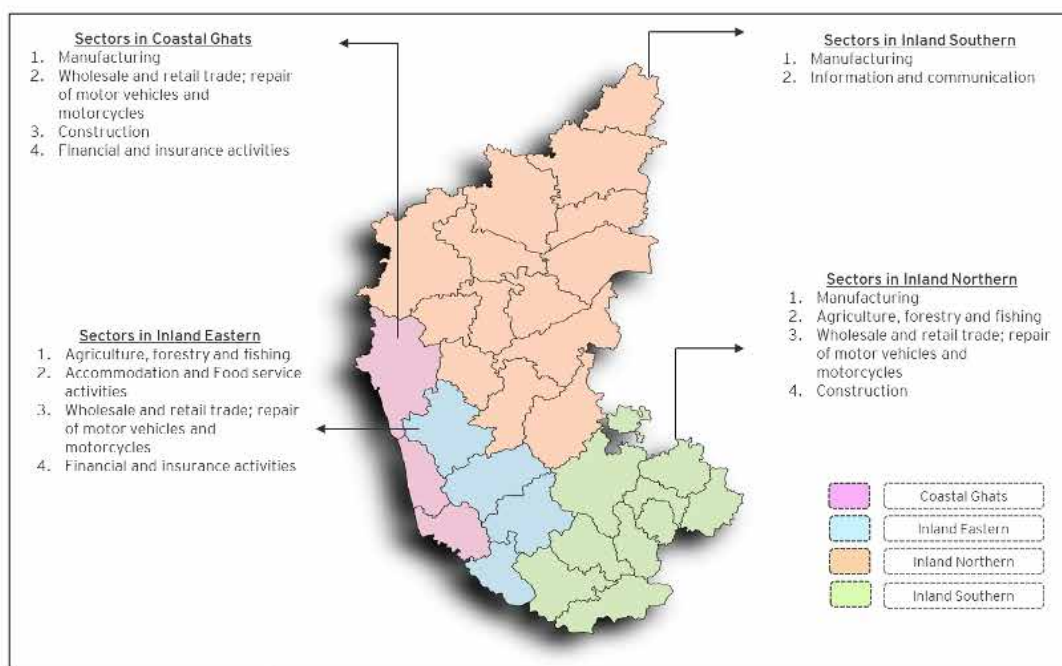 Sectors in Coastal Ghats
1. Manufacturing
2. Wholesale and retail trade; repair
of motor vehicles and
motorcycles
3. Construction
4. Financial and insurance activities
Sectors in Inland Southern
1. Manufacturing
2. Information and communication
Sectors in Inland Eastern
1. Agriculture, forestry and fishing
2. Accommodation and Food service
activities
3. Wholesale and retail trade; repair
of motor vehicles and
motorcycles
4. Financial and insurance activities
Sectors in Inland Northern
1. Manufacturing
2. Agriculture, forestry and fishing
3. Wholesale and retail trade; repair
of motor vehicles and
motorcycles
4. Construction
Coastal Ghats
Inland Eastern
Inland Northern
Inland Southern